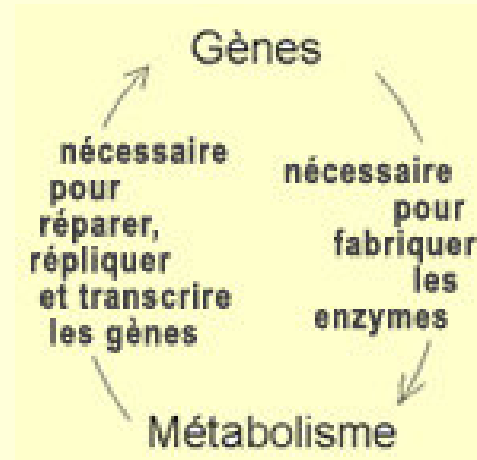 Gènes
nécessaire
pour
réparer,
répliquer
et transcrire
les gènes
nécessaire
pour
fabriquer
les
enzymes
Métabolisme